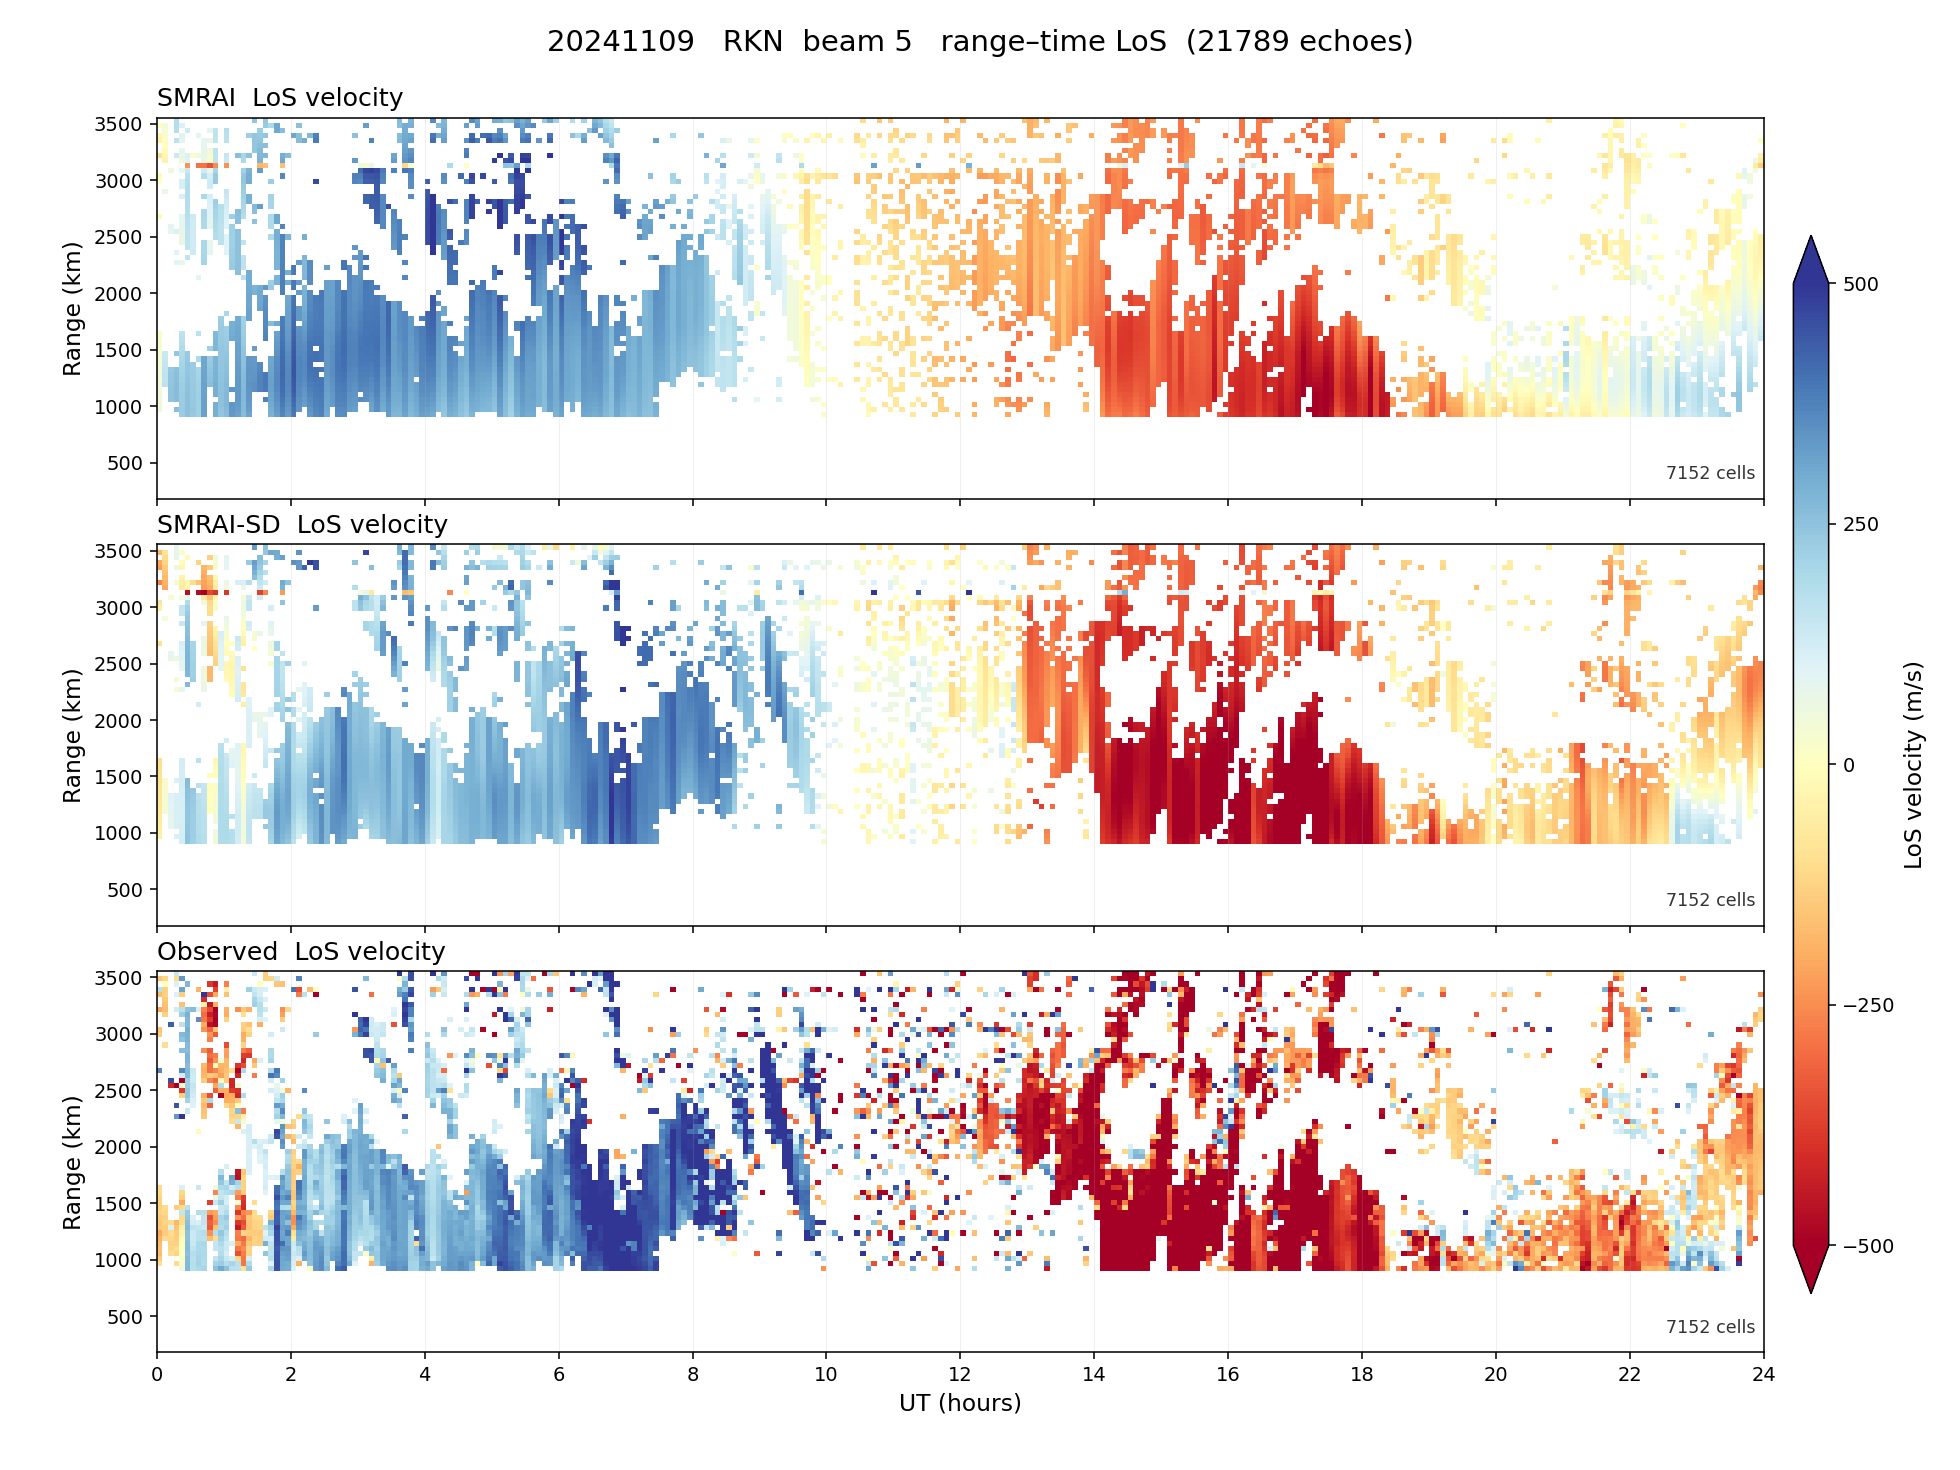 20241109 RKN beam 5 range–time LoS (21789 echoes)
SMRAI LoS velocity
3500
3000
2500
2000
1500
1000
500
Range (km)
7152 cells
SMRAI-SD LoS velocity
3500
3000
2500
2000
1500
1000
500
Range (km)
7152 cells
Observed LoS velocity
3500
3000
2500
2000
1500
1000
500
Range (km)
7152 cells
0 2 4 6 8 10 12 14 16 18 20 22 24
UT (hours)
500
250
0
−250
−500
LoS velocity (m/s)